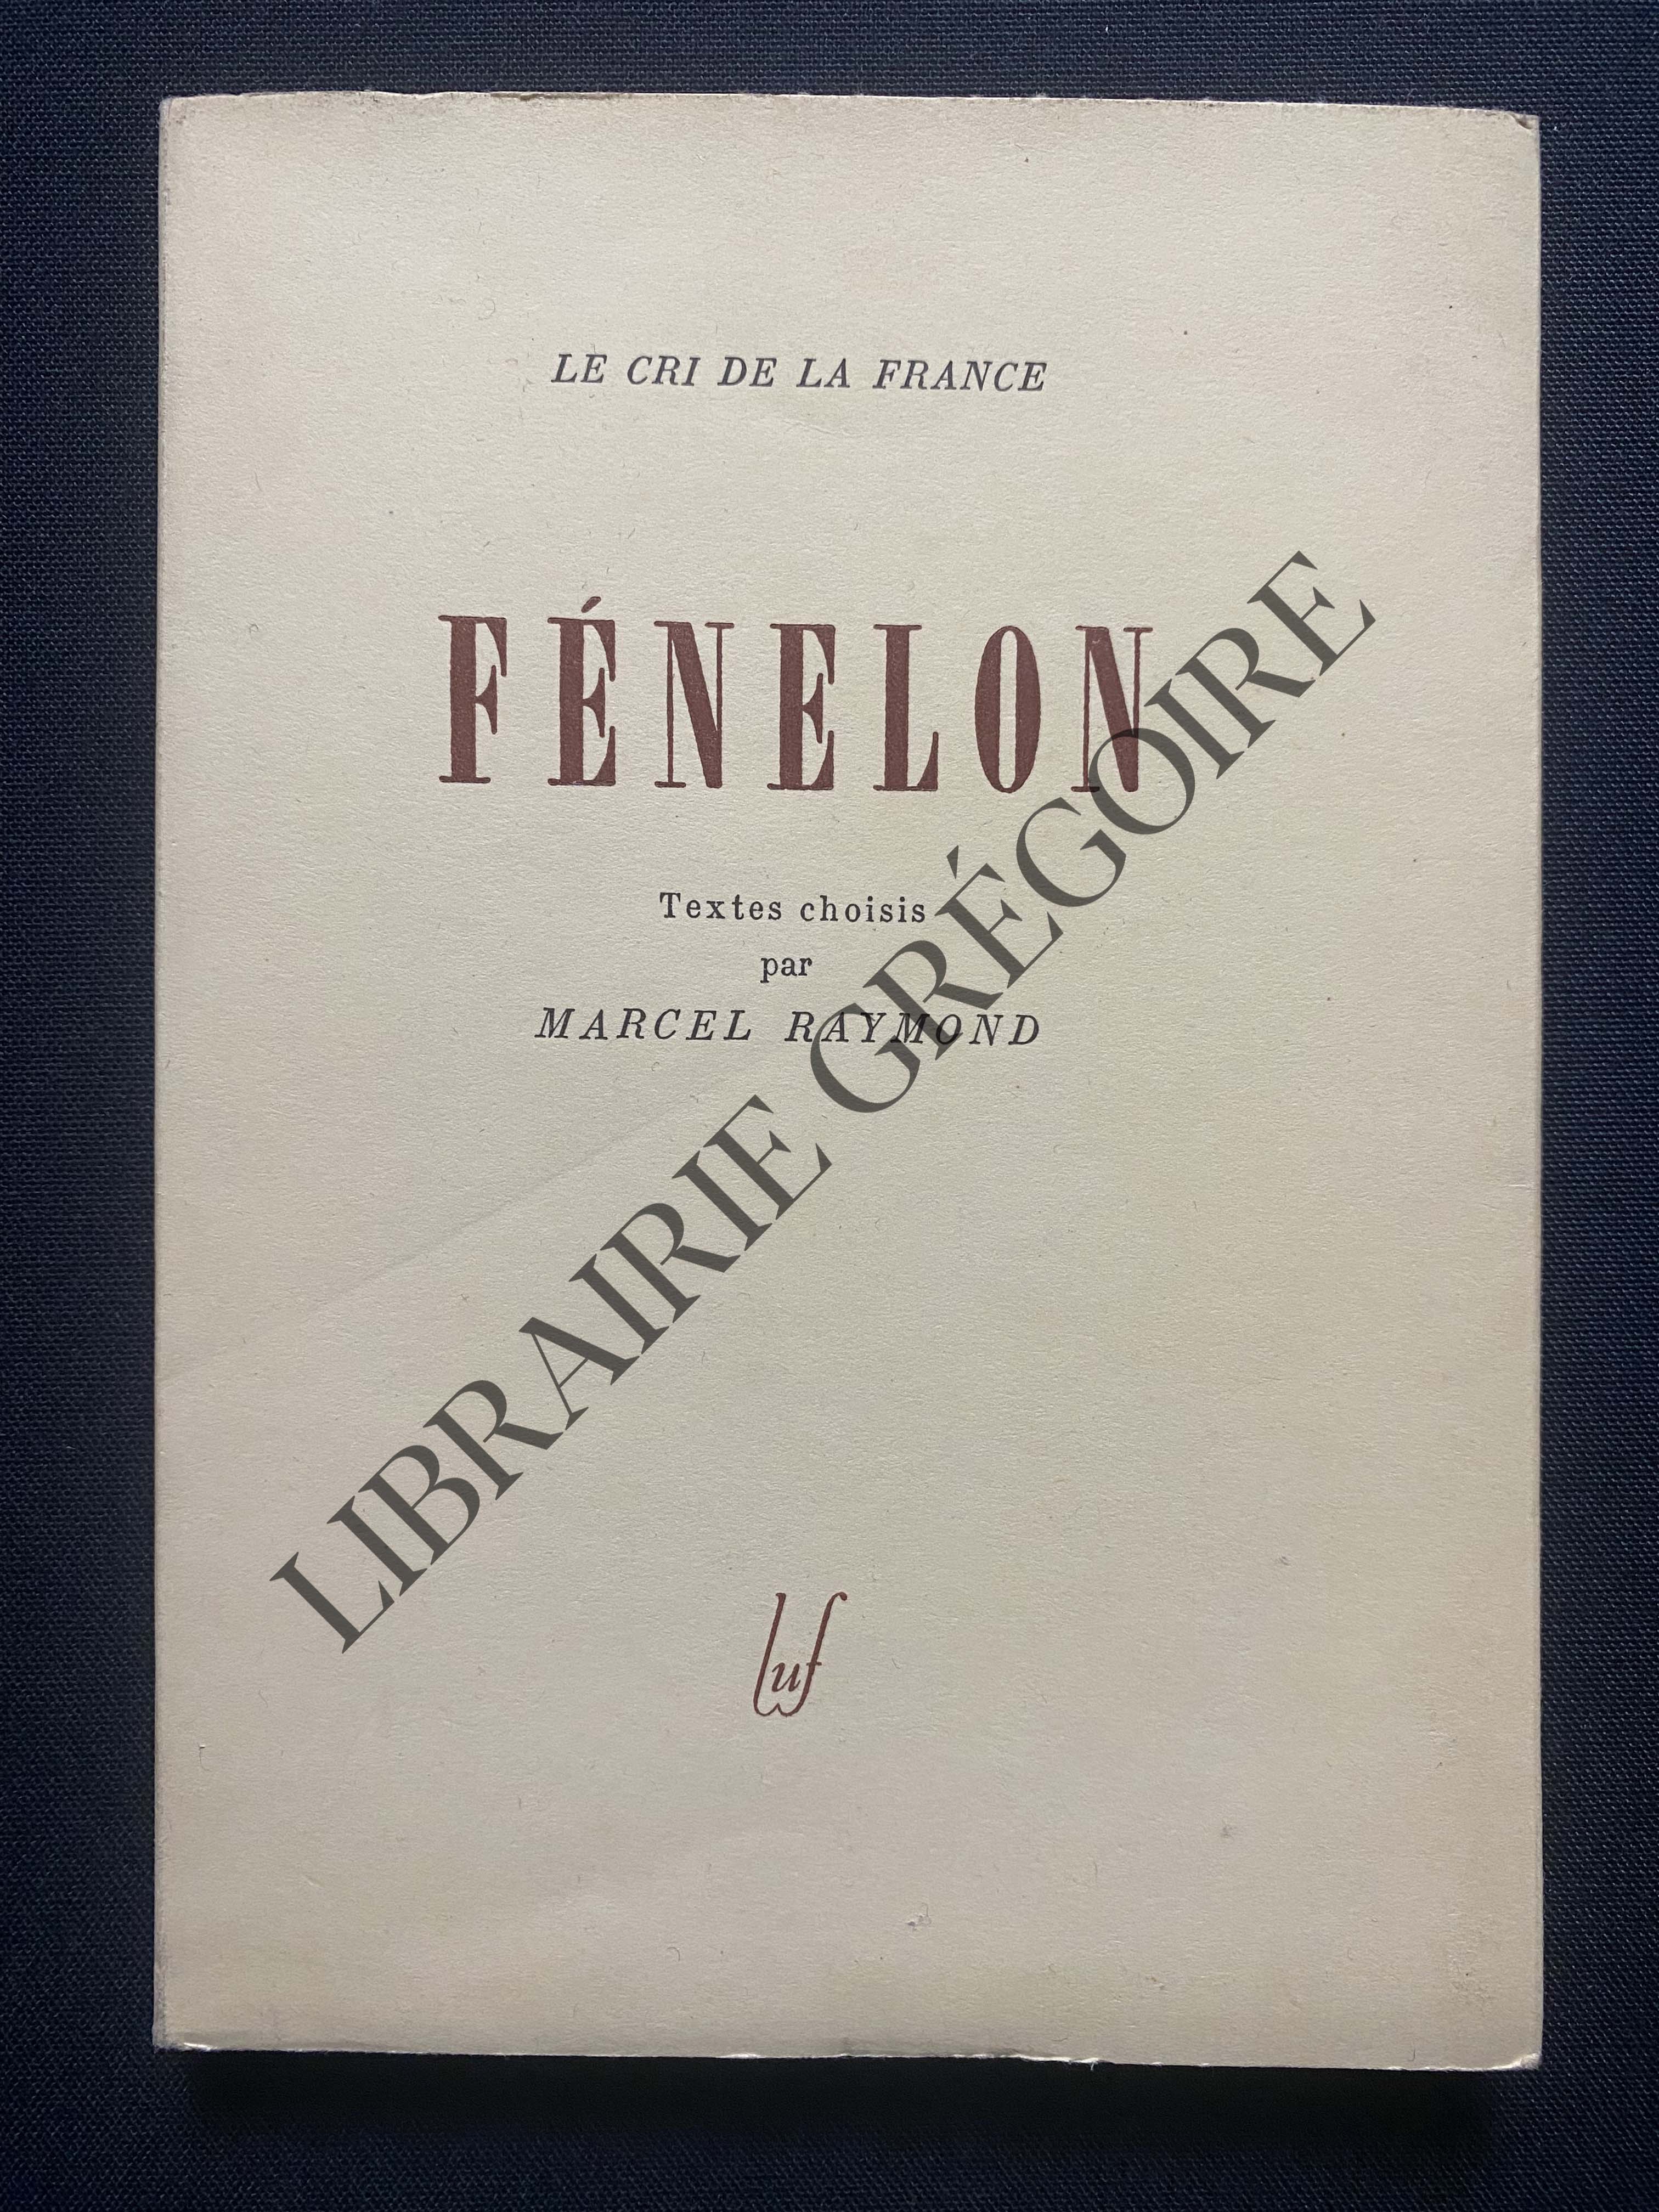 LE CRI DE LA FRANCE
FÉNELON
Textes choisis
par
MARCEL RAYMOND
LIBRAIRIE GRÉGOIRE
luf